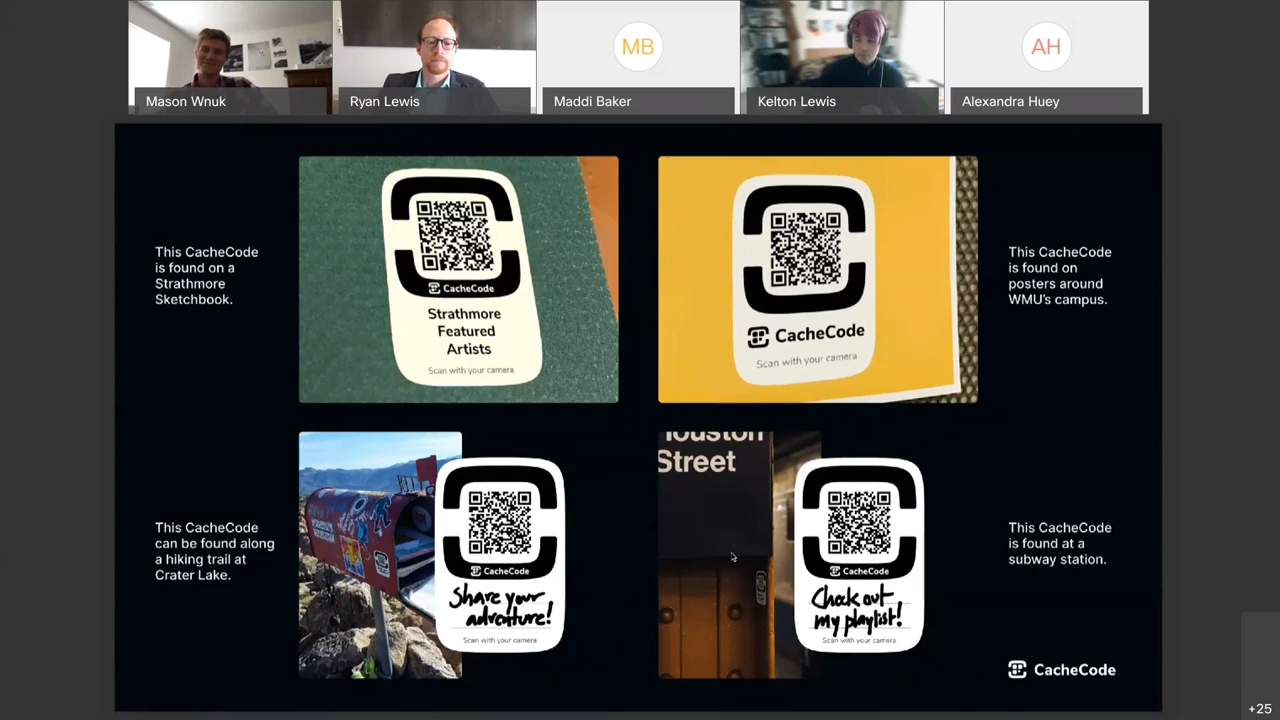 MB
AH
Mason Wnuk
Ryan Lewis
Maddi Baker
Kelton Lewis
Alexandra Huey
This CacheCode
is found on a
Strathmore
Sketchbook.
CacheCode
Strathmore
Featured
Artists
Scan with your camera
CacheCode
Scan with your camera
This CacheCode
is found on
posters around
WMU's campus.
This CacheCode
can be found along
a hiking trail at
Crater Lake.
CacheCode
Share your
adventure!
Scan with your camera
Houston
Street
CacheCode
Check out
my playlist!
Scan with your camera
This CacheCode
is found at a
subway station.
CacheCode
+25